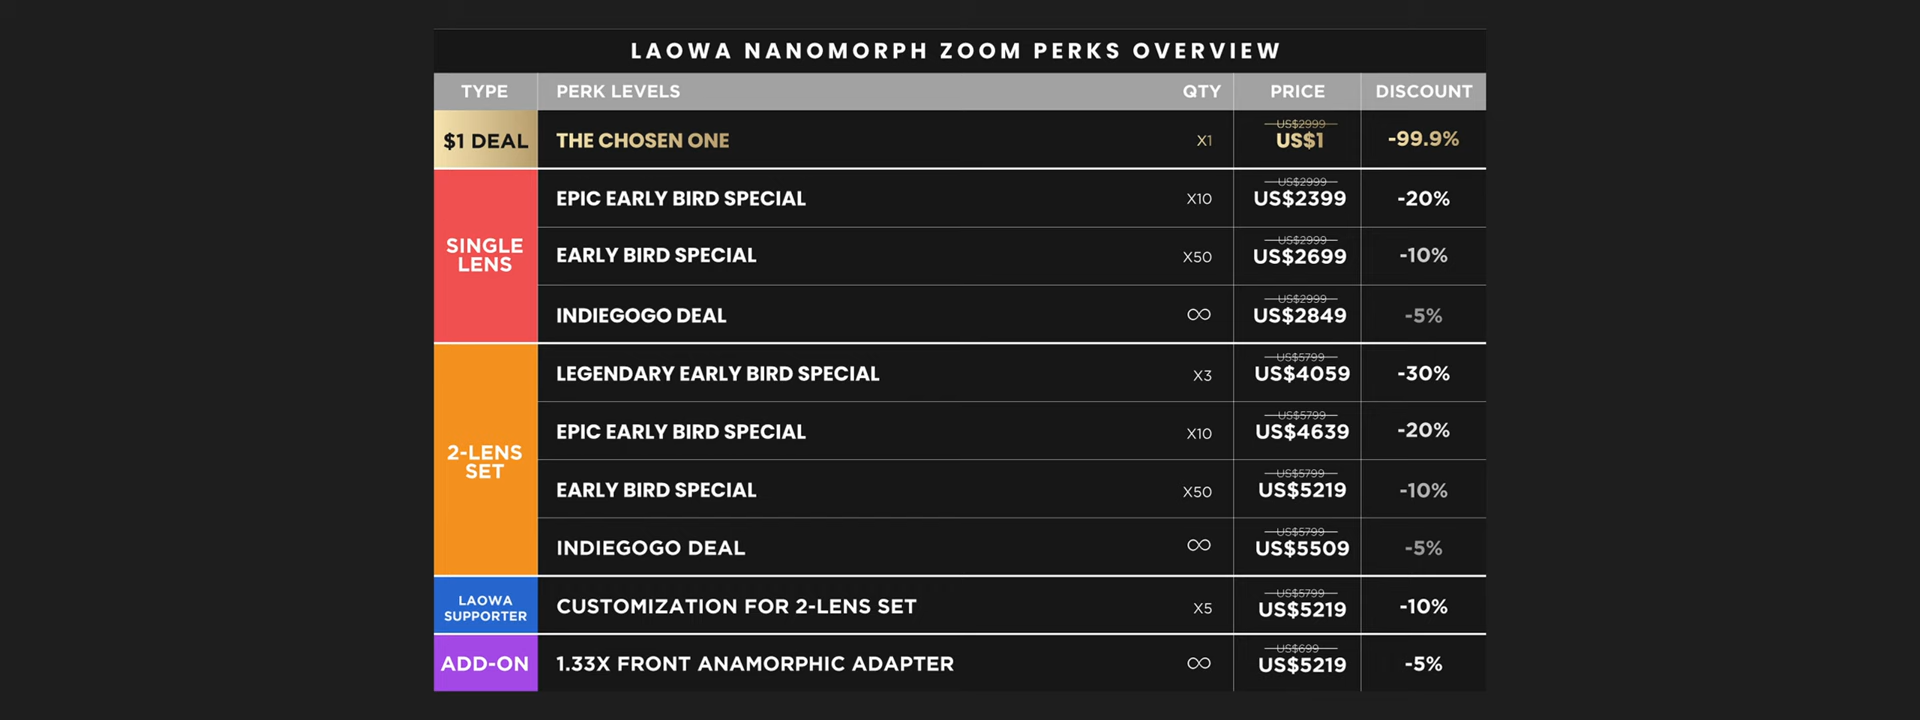 LAOWA NANOMORPH ZOOM PERKS OVERVIEW
TYPE PERK LEVELS QTY PRICE DISCOUNT
US$2999
$1 DEAL THE CHOSEN ONE X1 US$1 -99.9%
US$2999
EPIC EARLY BIRD SPECIAL X10 US$2399 -20%
SINGLE
LENS
US$2999
EARLY BIRD SPECIAL X50 US$2699 -10%
US$2999
INDIEGOGO DEAL ∞ US$2849 -5%
2-LENS
SET
US$5799
LEGENDARY EARLY BIRD SPECIAL X3 US$4059 -30%
US$5799
EPIC EARLY BIRD SPECIAL X10 US$4639 -20%
US$5799
EARLY BIRD SPECIAL X50 US$5219 -10%
US$5799
INDIEGOGO DEAL ∞ US$5509 -5%
LAOWA
SUPPORTER
US$5799
CUSTOMIZATION FOR 2-LENS SET X5 US$5219 -10%
US$699
ADD-ON 1.33X FRONT ANAMORPHIC ADAPTER ∞ US$5219 -5%